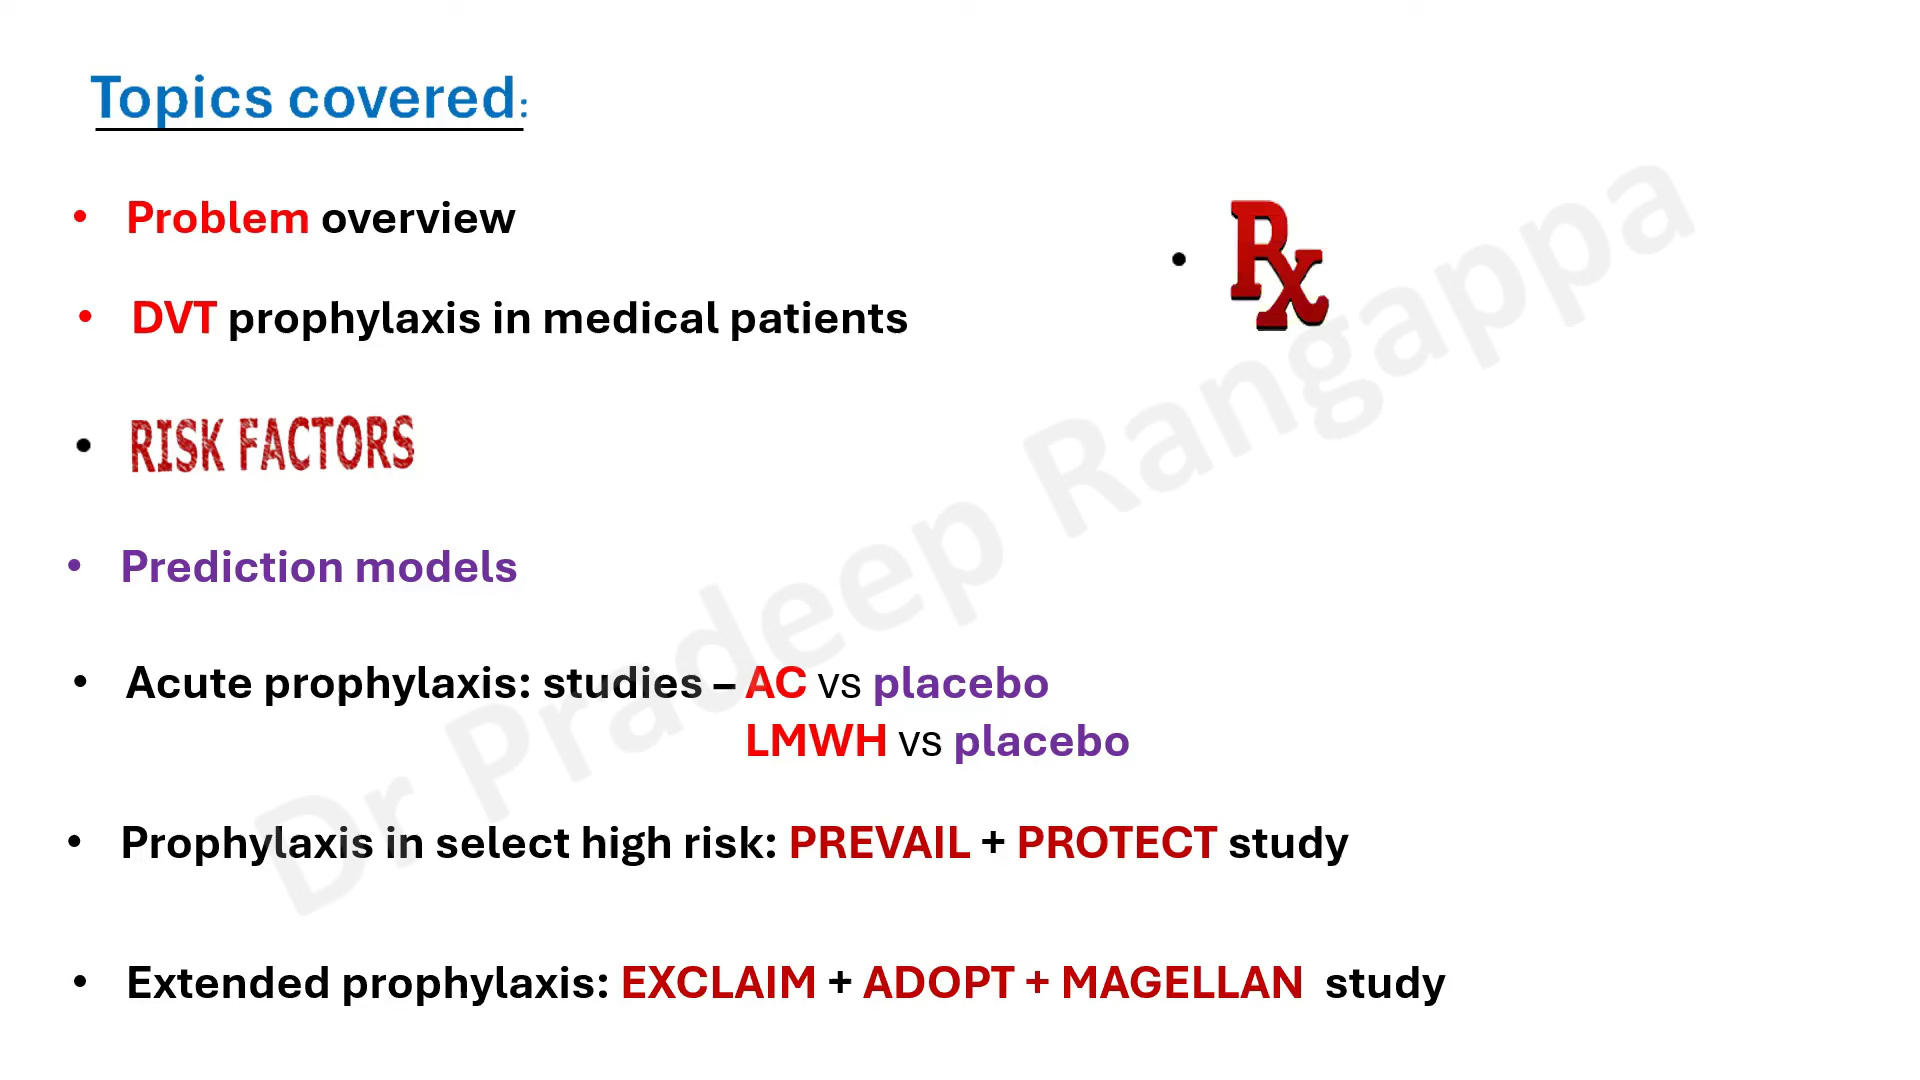 Topics covered:
• Problem overview
• DVT prophylaxis in medical patients
• RISK FACTORS
• Prediction models
• Acute prophylaxis: studies – AC vs placebo
LMWH vs placebo
• Prophylaxis in select high risk: PREVAIL + PROTECT study
• Extended prophylaxis: EXCLAIM + ADOPT + MAGELLAN study
• Rx
Dr Pradeep Rangappa